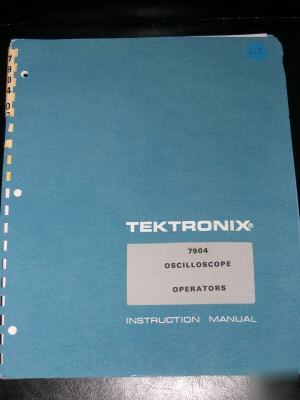 TEKTRONIX®
7904
OSCILLOSCOPE
OPERATORS
INSTRUCTION MANUAL